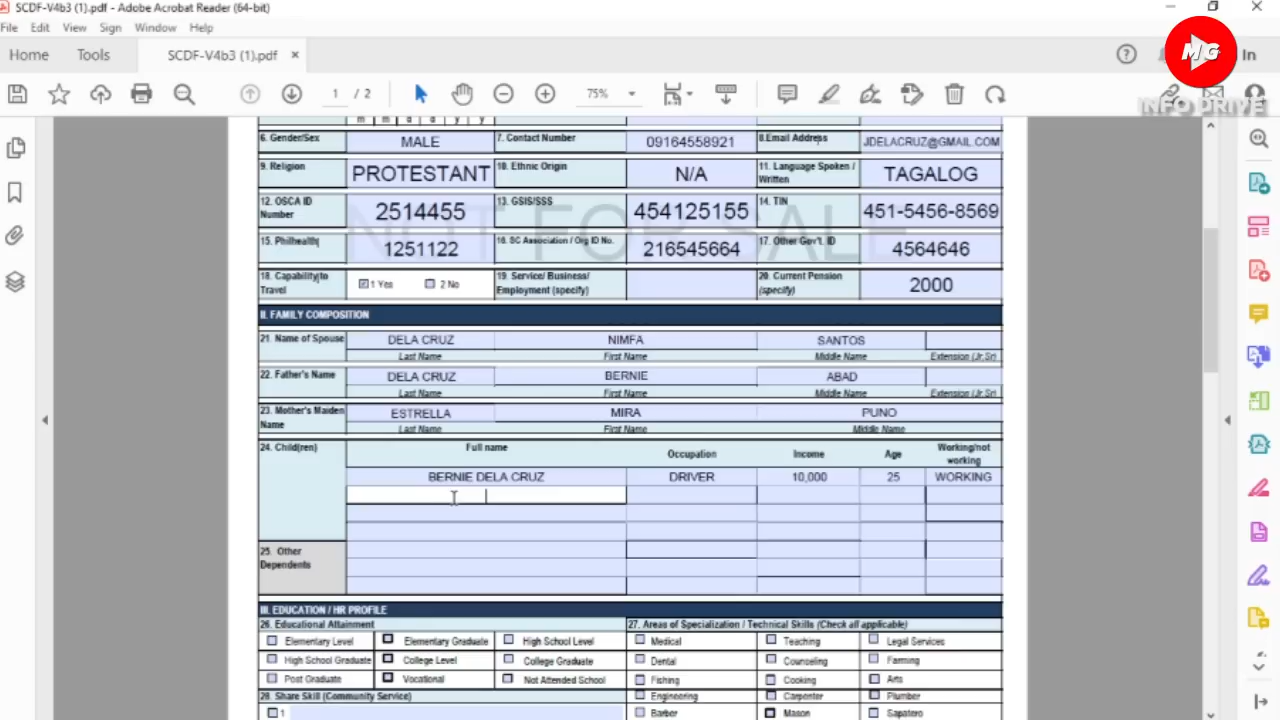 SCDF-V4b3 (1).pdf - Adobe Acrobat Reader (64-bit)
File Edit View Sign Window Help
Home Tools SCDF-V4b3 (1).pdf × In
MG
INFO DRIVE
1 / 2 75%
m m d d y y
6. Gender/Sex MALE 7. Contact Number 09164558921 8.Email Address JDELACRUZ@GMAIL.COM
9. Religion PROTESTANT 10. Ethnic Origin N/A 11. Language Spoken / Written TAGALOG
12. OSCA ID Number 2514455 13. GSIS/SSS 454125155 14. TIN 451-5456-8569
NOT FOR SALE
15. Philhealth 1251122 16. SC Association / Org ID No. 216545664 17. Other Gov't. ID 4564646
18. Capability to Travel 1 Yes 2 No 19. Service/ Business/ Employment (specify) 20. Current Pension (specify) 2000
II. FAMILY COMPOSITION
21. Name of Spouse DELA CRUZ NIMFA SANTOS
Last Name First Name Middle Name Extension (Jr,Sr)
22. Father's Name DELA CRUZ BERNIE ABAD
Last Name First Name Middle Name Extension (Jr,Sr)
23. Mother's Maiden Name ESTRELLA MIRA PUNO
Last Name First Name Middle Name
24. Child(ren) Full name Occupation Income Age Working/not working
BERNIE DELA CRUZ DRIVER 10,000 25 WORKING
25. Other Dependents
III. EDUCATION / HR PROFILE
26. Educational Attainment 27. Areas of Specialization / Technical Skills (Check all applicable)
Elementary Level Elementary Graduate High School Level Medical Teaching Legal Services
High School Graduate College Level College Graduate Dental Counseling Farming
Post Graduate Vocational Not Attended School Fishing Cooking Arts
28. Share Skill (Community Service) Engineering Carpenter Plumber
1 Barber Mason Sapatero